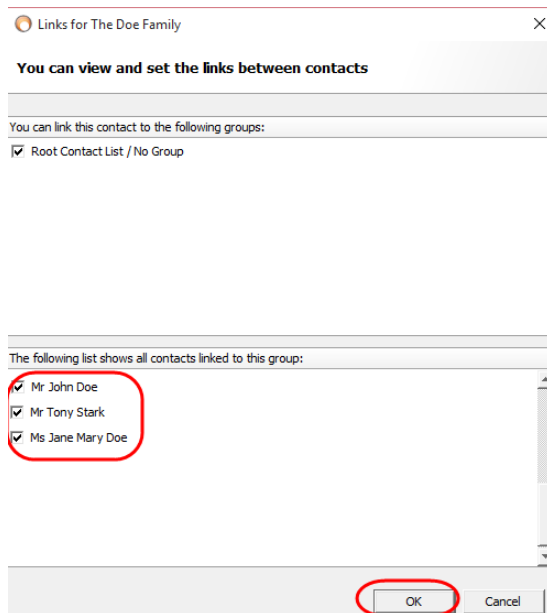 Links for The Doe Family
You can view and set the links between contacts
You can link this contact to the following groups:
Root Contact List / No Group
The following list shows all contacts linked to this group:
Mr John Doe
Mr Tony Stark
Ms Jane Mary Doe
OK Cancel